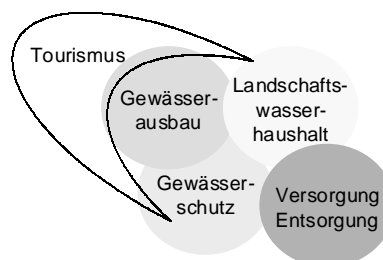 Tourismus
Gewässer-
ausbau
Landschafts-
wasser-
haushalt
Gewässer-
schutz
Versorgung
Entsorgung